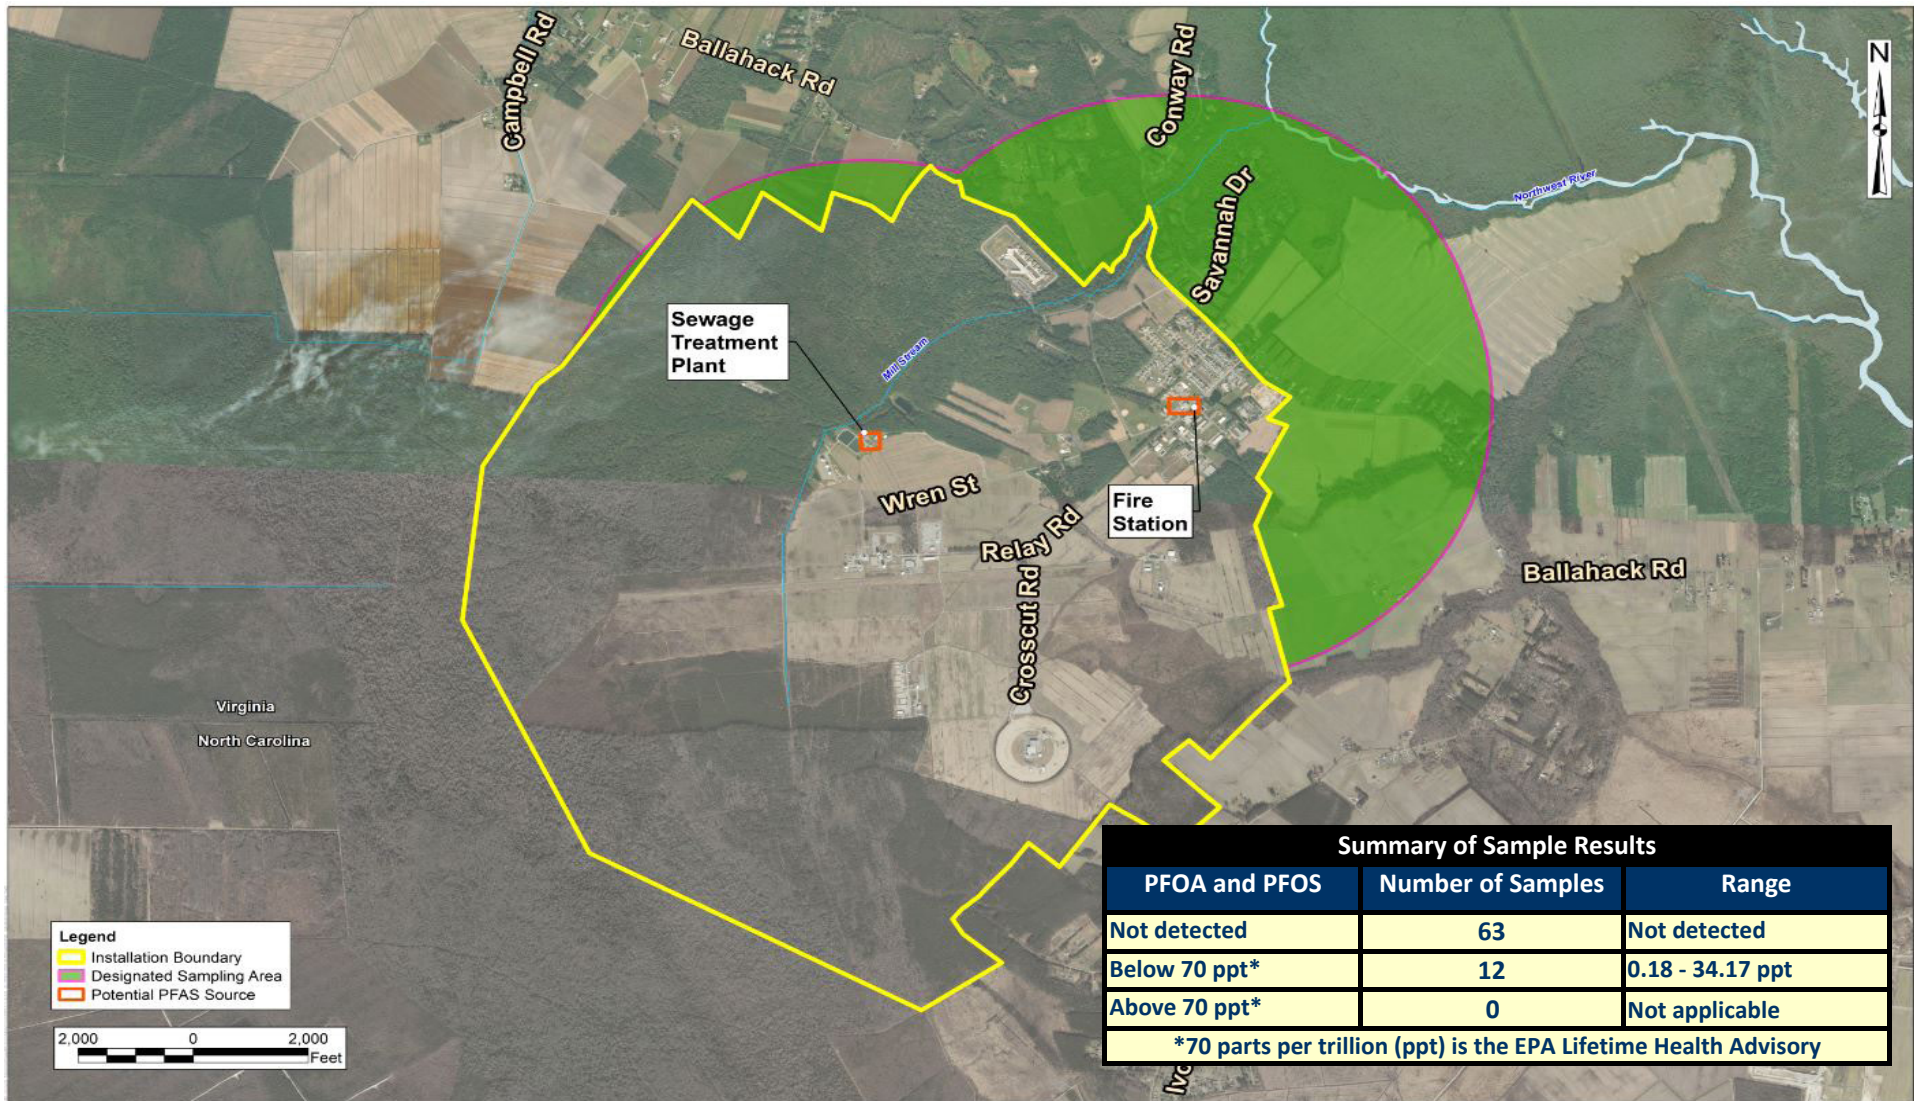 Campbell Rd
Ballahack Rd
Conway Rd
N
Northwest River
Savannah Dr
Sewage
Treatment
Plant
Mill Stream
Wren St
Fire
Station
Relay Rd
Crosscut Rd
Ballahack Rd
Virginia
North Carolina
Summary of Sample Results
PFOA and PFOS Number of Samples Range
Not detected 63 Not detected
Below 70 ppt* 12 0.18 - 34.17 ppt
Above 70 ppt* 0 Not applicable
*70 parts per trillion (ppt) is the EPA Lifetime Health Advisory
Legend
Installation Boundary
Designated Sampling Area
Potential PFAS Source
2,000 0 2,000
Feet